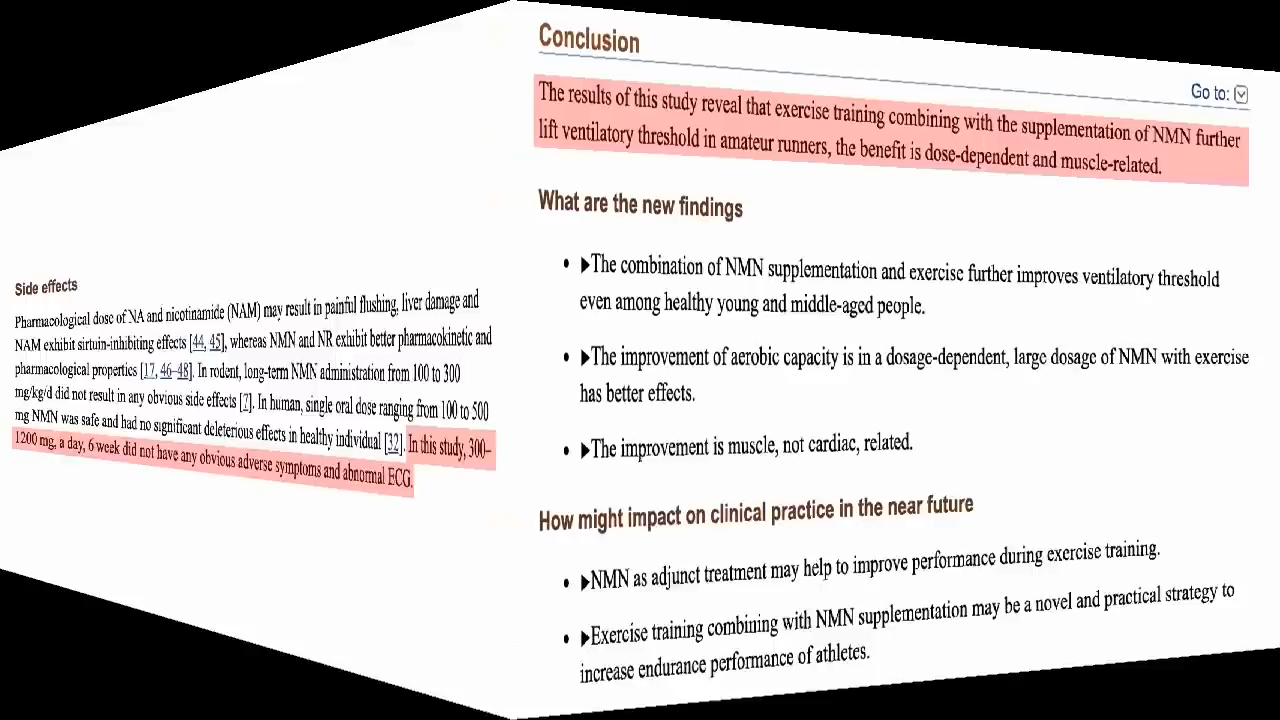 Side effects
Pharmacological dose of NA and nicotinamide (NAM) may result in painful flushing, liver damage and
NAM exhibit sirtuin-inhibiting effects [44, 45], whereas NMN and NR exhibit better pharmacokinetic and
pharmacological properties [17, 46–48]. In rodent, long-term NMN administration from 100 to 300
mg/kg/d did not result in any obvious side effects [7]. In human, single oral dose ranging from 100 to 500
mg NMN was safe and had no significant deleterious effects in healthy individual [32]. In this study, 300–
1200 mg, a day, 6 week did not have any obvious adverse symptoms and abnormal ECG.
Conclusion
Go to:
The results of this study reveal that exercise training combining with the supplementation of NMN further
lift ventilatory threshold in amateur runners, the benefit is dose-dependent and muscle-related.
What are the new findings
• ▶The combination of NMN supplementation and exercise further improves ventilatory threshold
even among healthy young and middle-aged people.
• ▶The improvement of aerobic capacity is in a dosage-dependent, large dosage of NMN with exercise
has better effects.
• ▶The improvement is muscle, not cardiac, related.
How might impact on clinical practice in the near future
• ▶NMN as adjunct treatment may help to improve performance during exercise training.
• ▶Exercise training combining with NMN supplementation may be a novel and practical strategy to
increase endurance performance of athletes.